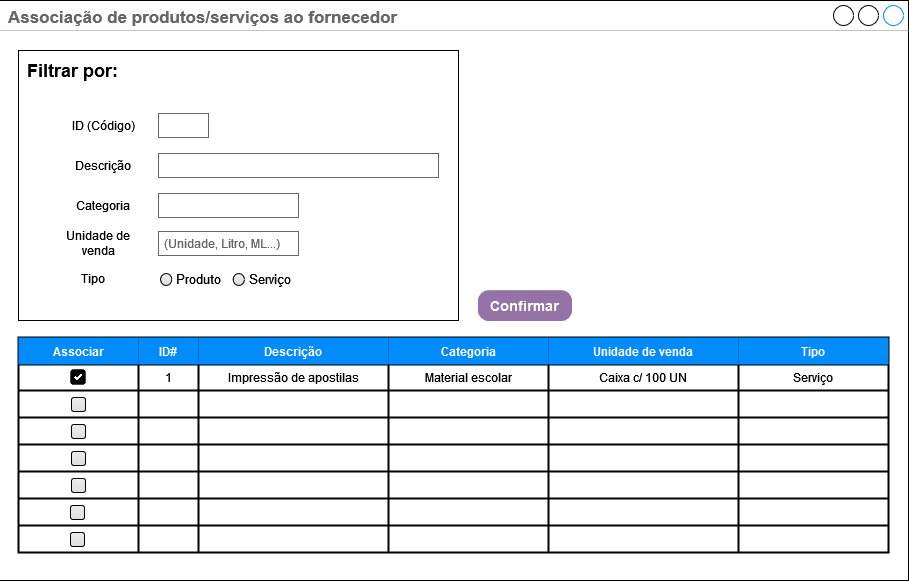 Associação de produtos/serviços ao fornecedor
Filtrar por:
ID (Código)
Descrição
Categoria
Unidade de
venda
(Unidade, Litro, ML...)
Tipo
Produto
Serviço
Confirmar
Associar ID# Descrição Categoria Unidade de venda Tipo
1 Impressão de apostilas Material escolar Caixa c/ 100 UN Serviço